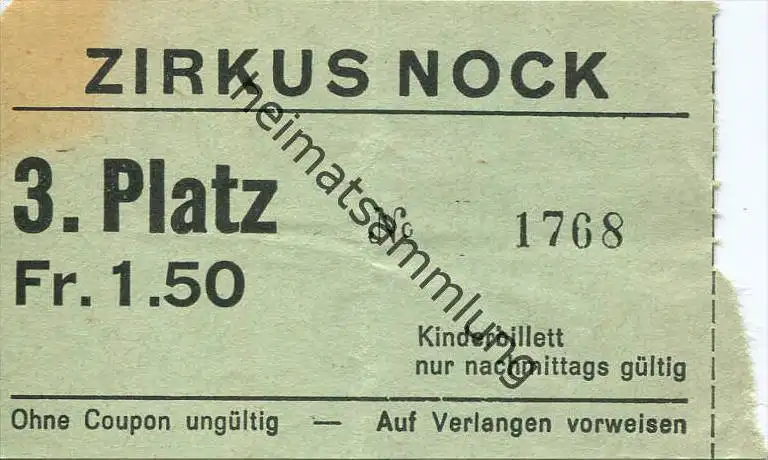 ZIRKUS NOCK
3. Platz
№ 1768
Fr. 1.50
Kinderbillett
nur nachmittags gültig
Ohne Coupon ungültig — Auf Verlangen vorweisen
heimatsammlung